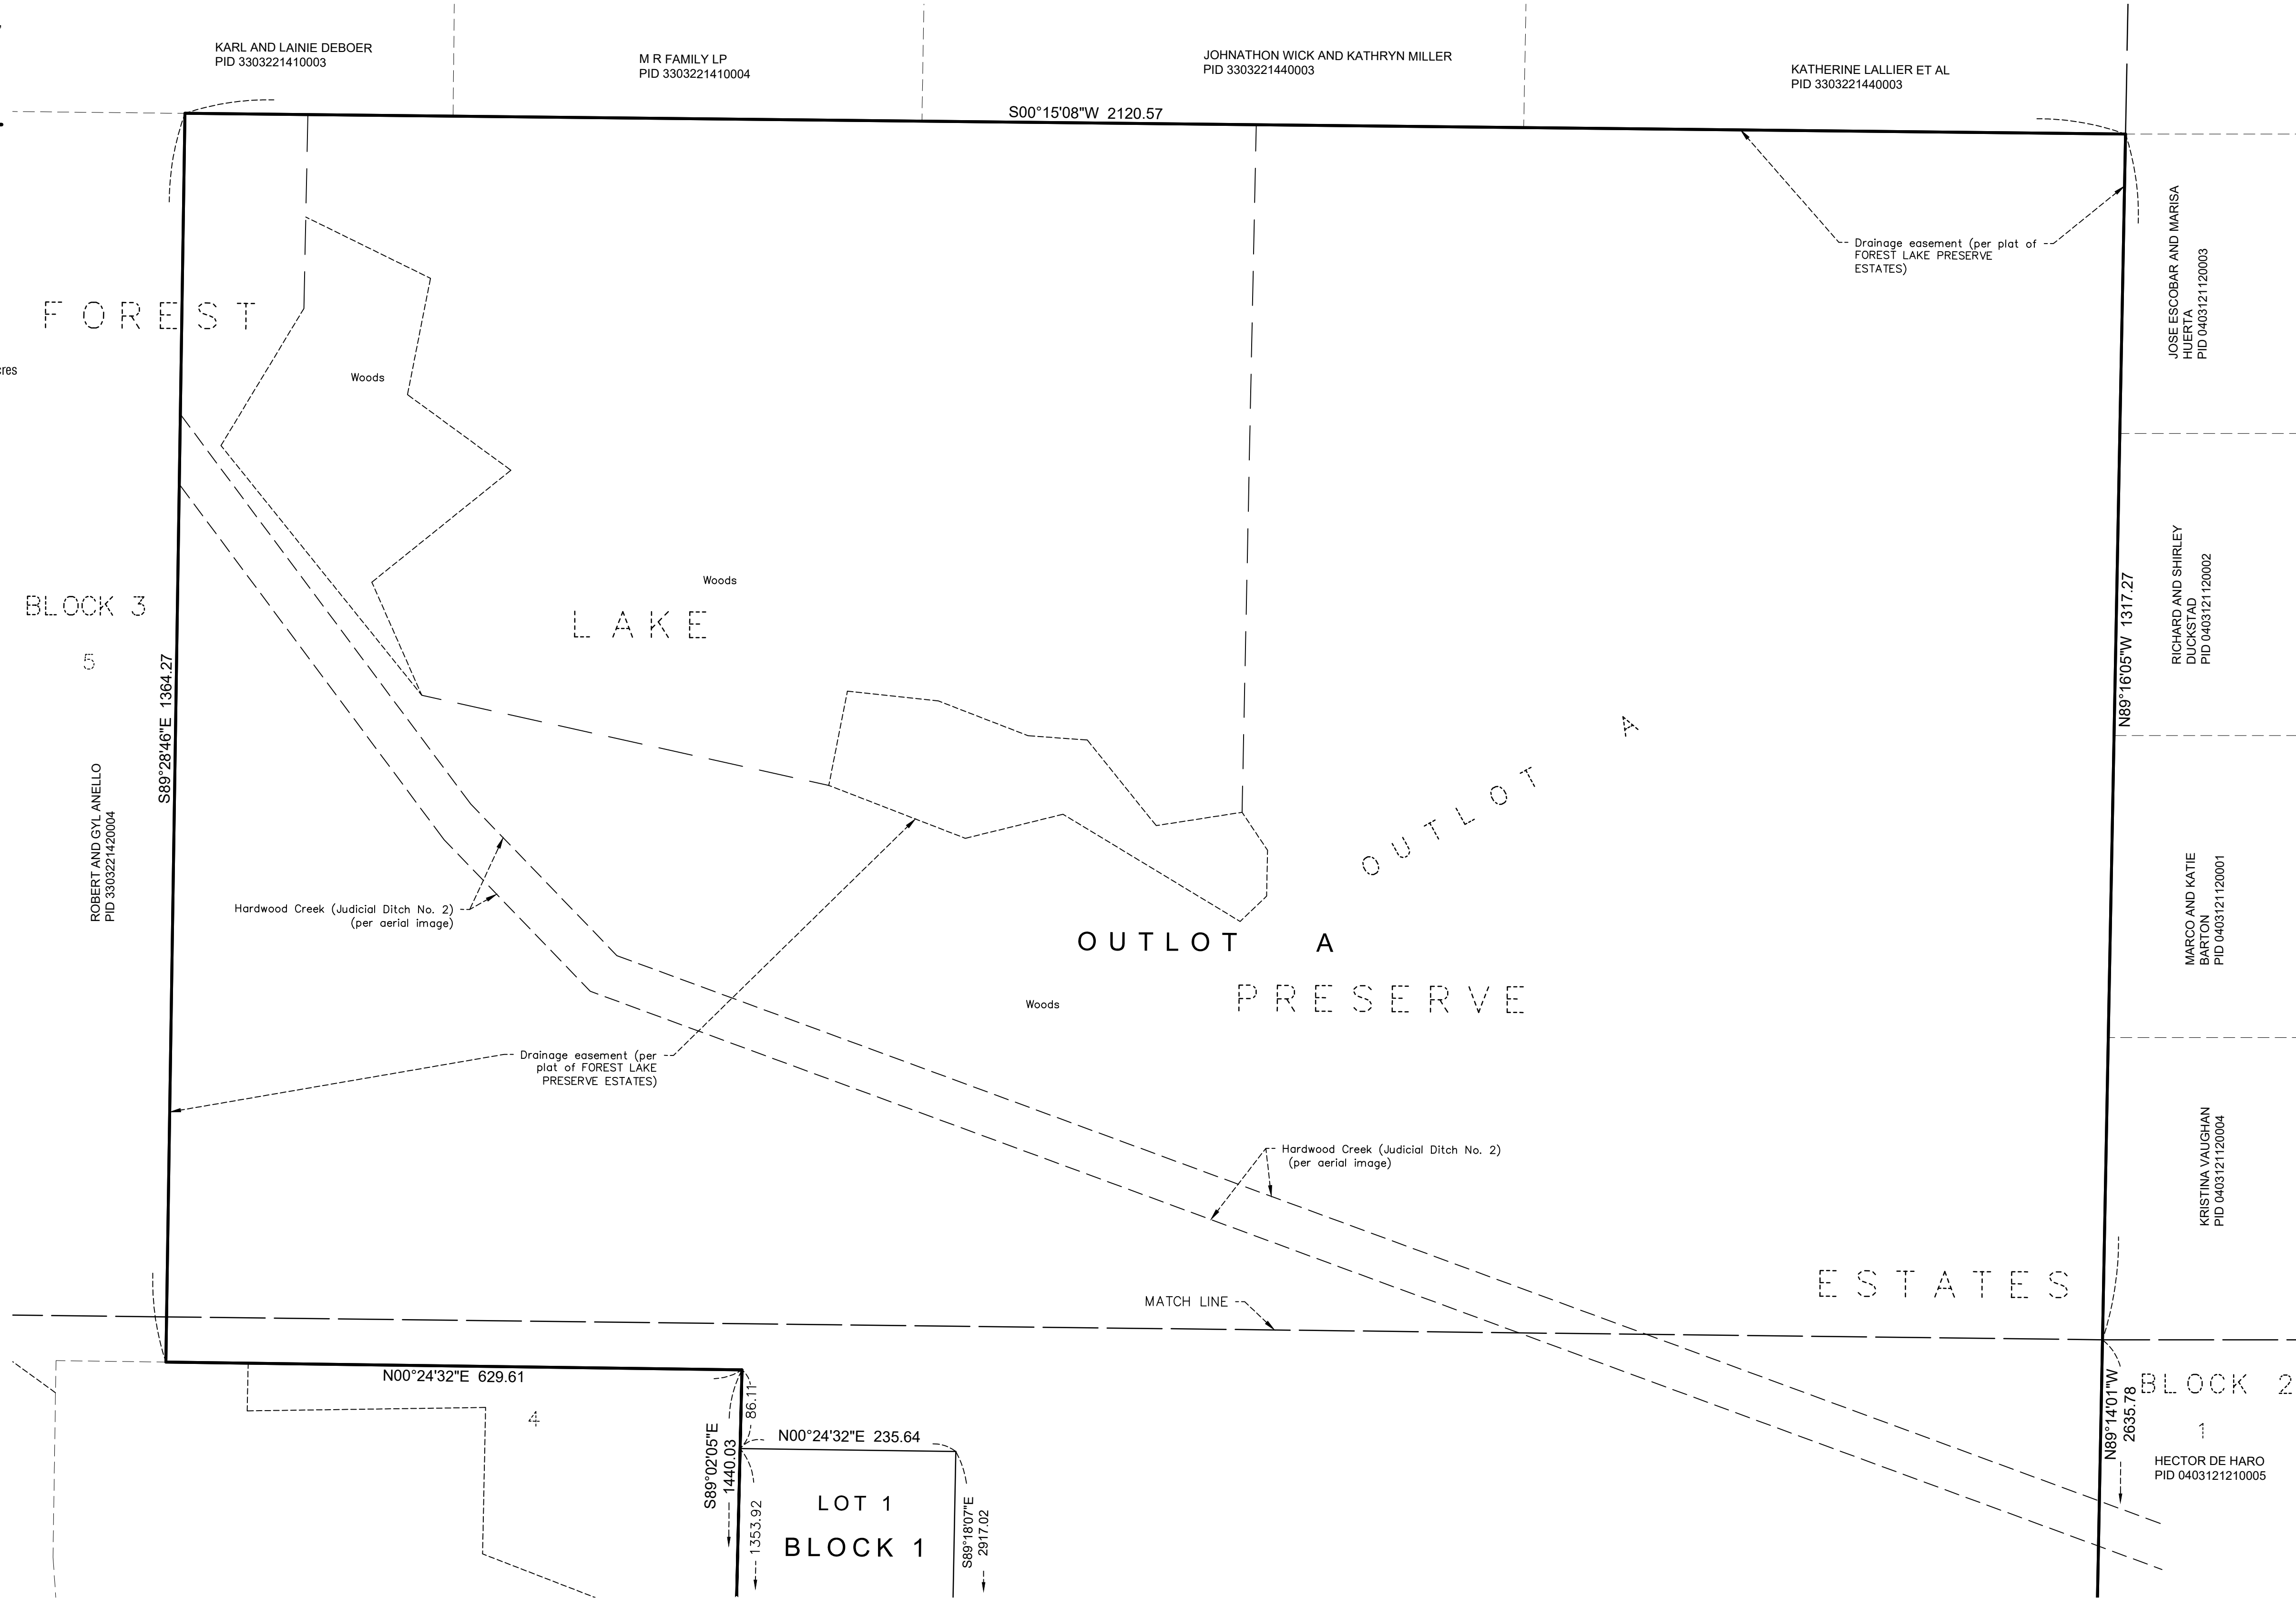 KARL AND LAINIE DEBOER
PID 3303221410003
M R FAMILY LP
PID 3303221410004
JOHNATHON WICK AND KATHRYN MILLER
PID 3303221440003
KATHERINE LALLIER ET AL
PID 3303221440003
S00°15'08"W 2120.57
JOSE ESCOBAR AND MARISA
HUERTA
PID 0403121120003
Drainage easement (per plat of
FOREST LAKE PRESERVE
ESTATES)
FOREST
Woods
RICHARD AND SHIRLEY
DUCKSTAD
PID 0403121120002
N89°16'05"W 1317.27
Woods
BLOCK 3
LAKE
5
S89°28'46"E 1364.27
OUTLOT A
ROBERT AND GYL ANELLO
PID 3303221420004
Hardwood Creek (Judicial Ditch No. 2)
(per aerial image)
MARCO AND KATIE
BARTON
PID 0403121120001
OUTLOT A
Woods
PRESERVE
Drainage easement (per
plat of FOREST LAKE
PRESERVE ESTATES)
Hardwood Creek (Judicial Ditch No. 2)
(per aerial image)
KRISTINA VAUGHAN
PID 0403121120004
ESTATES
MATCH LINE
N00°24'32"E 629.61
4
86.11
S89°02'05"E
1440.03
N00°24'32"E 235.64
N89°14'01"W
2635.78
BLOCK 2
1
HECTOR DE HARO
PID 0403121210005
LOT 1
BLOCK 1
1353.92
S89°18'07"E
2917.02